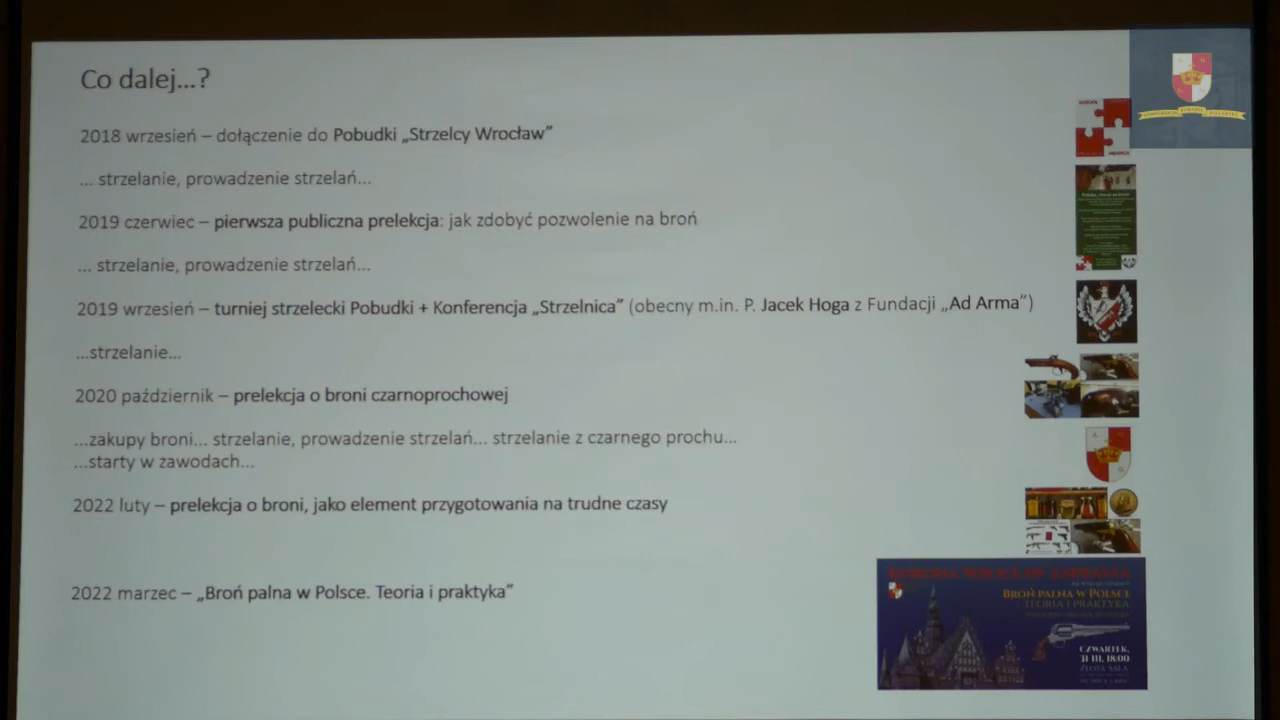 Co dalej...?
2018 wrzesień – dołączenie do Pobudki „Strzelcy Wrocław”
... strzelanie, prowadzenie strzelań...
2019 czerwiec – pierwsza publiczna prelekcja: jak zdobyć pozwolenie na broń
... strzelanie, prowadzenie strzelań...
2019 wrzesień – turniej strzelecki Pobudki + Konferencja „Strzelnica” (obecny m.in. P. Jacek Hoga z Fundacji „Ad Arma”)
...strzelanie...
2020 październik – prelekcja o broni czarnoprochowej
...zakupy broni... strzelanie, prowadzenie strzelań... strzelanie z czarnego prochu...
...starty w zawodach...
2022 luty – prelekcja o broni, jako element przygotowania na trudne czasy
2022 marzec – „Broń palna w Polsce. Teoria i praktyka”
ZAPRASZA
BROŃ PALNA W POLSCE
- TEORIA I PRAKTYKA
CZWARTEK,
31 III, 18:00
ZŁOTA SALA